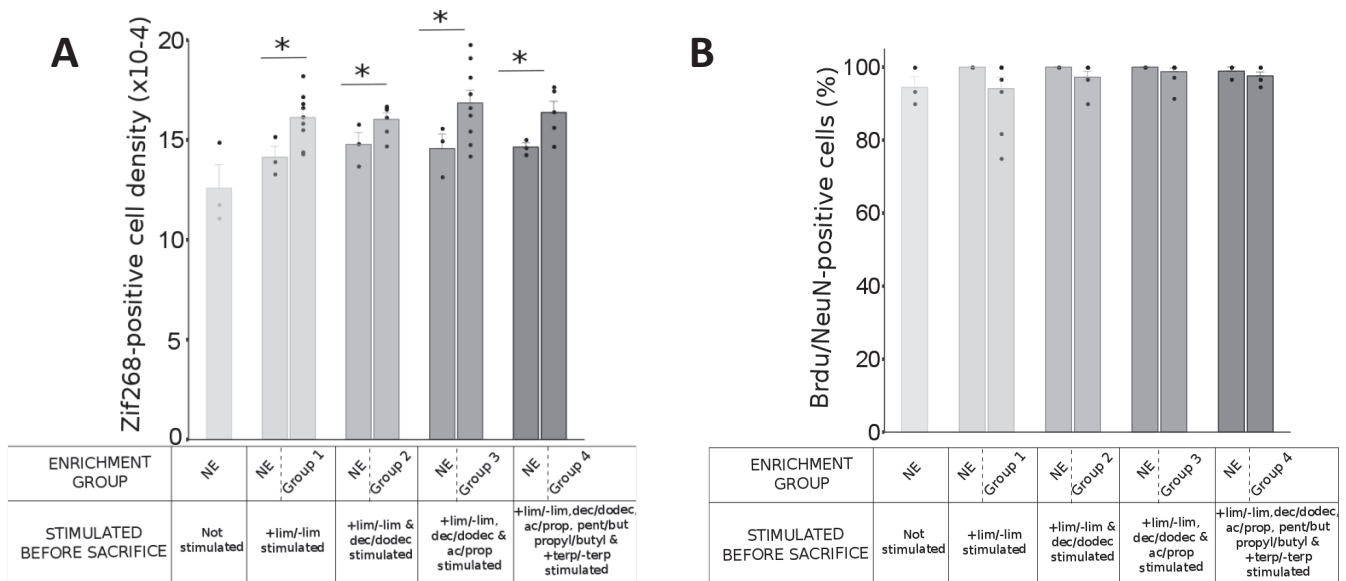 A
Zif268-positive cell density (x10-4)
20
15
10
5
0
*
*
*
*
ENRICHMENT
GROUP
NE
NE
Group 1
NE
Group 2
NE
Group 3
NE
Group 4
STIMULATED
BEFORE SACRIFICE
Not
stimulated
+lim/-lim
stimulated
+lim/-lim &
dec/dodec
stimulated
+lim/-lim,
dec/dodec &
ac/prop
stimulated
+lim/-lim,dec/dodec,
ac/prop, pent/but
propyl/butyl &
+terp/-terp
stimulated
B
Brdu/NeuN-positive cells (%)
100
80
60
40
20
0
ENRICHMENT
GROUP
NE
NE
Group 1
NE
Group 2
NE
Group 3
NE
Group 4
STIMULATED
BEFORE SACRIFICE
Not
stimulated
+lim/-lim
stimulated
+lim/-lim &
dec/dodec
stimulated
+lim/-lim,
dec/dodec &
ac/prop
stimulated
+lim/-lim,dec/dodec,
ac/prop, pent/but
propyl/butyl &
+terp/-terp
stimulated